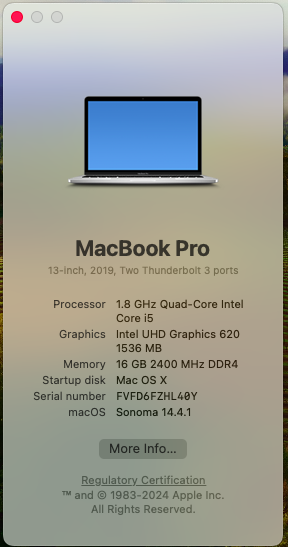 MacBook Pro
13-inch, 2019, Two Thunderbolt 3 ports
Processor 1.8 GHz Quad-Core Intel
Core i5
Graphics Intel UHD Graphics 620
1536 MB
Memory 16 GB 2400 MHz DDR4
Startup disk Mac OS X
Serial number FVFD6FZHL40Y
macOS Sonoma 14.4.1
More Info...
Regulatory Certification
™ and © 1983-2024 Apple Inc.
All Rights Reserved.